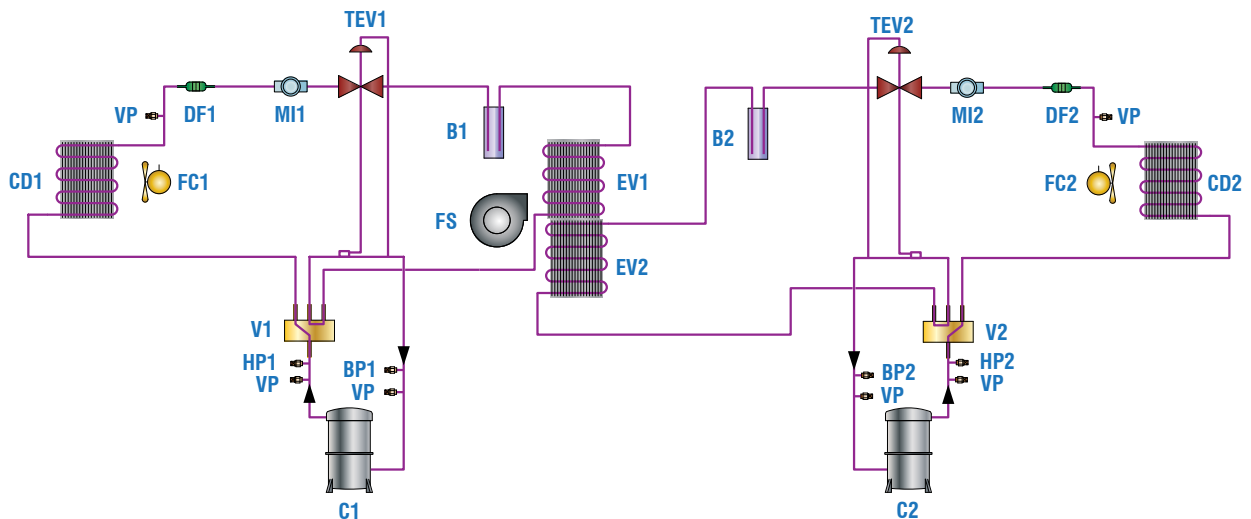 TEV1
TEV2
VP
DF1
MI1
B1
B2
MI2
DF2
VP
CD1
FC1
EV1
FS
EV2
FC2
CD2
V1
V2
HP1
VP
BP1
VP
BP2
VP
HP2
VP
C1
C2